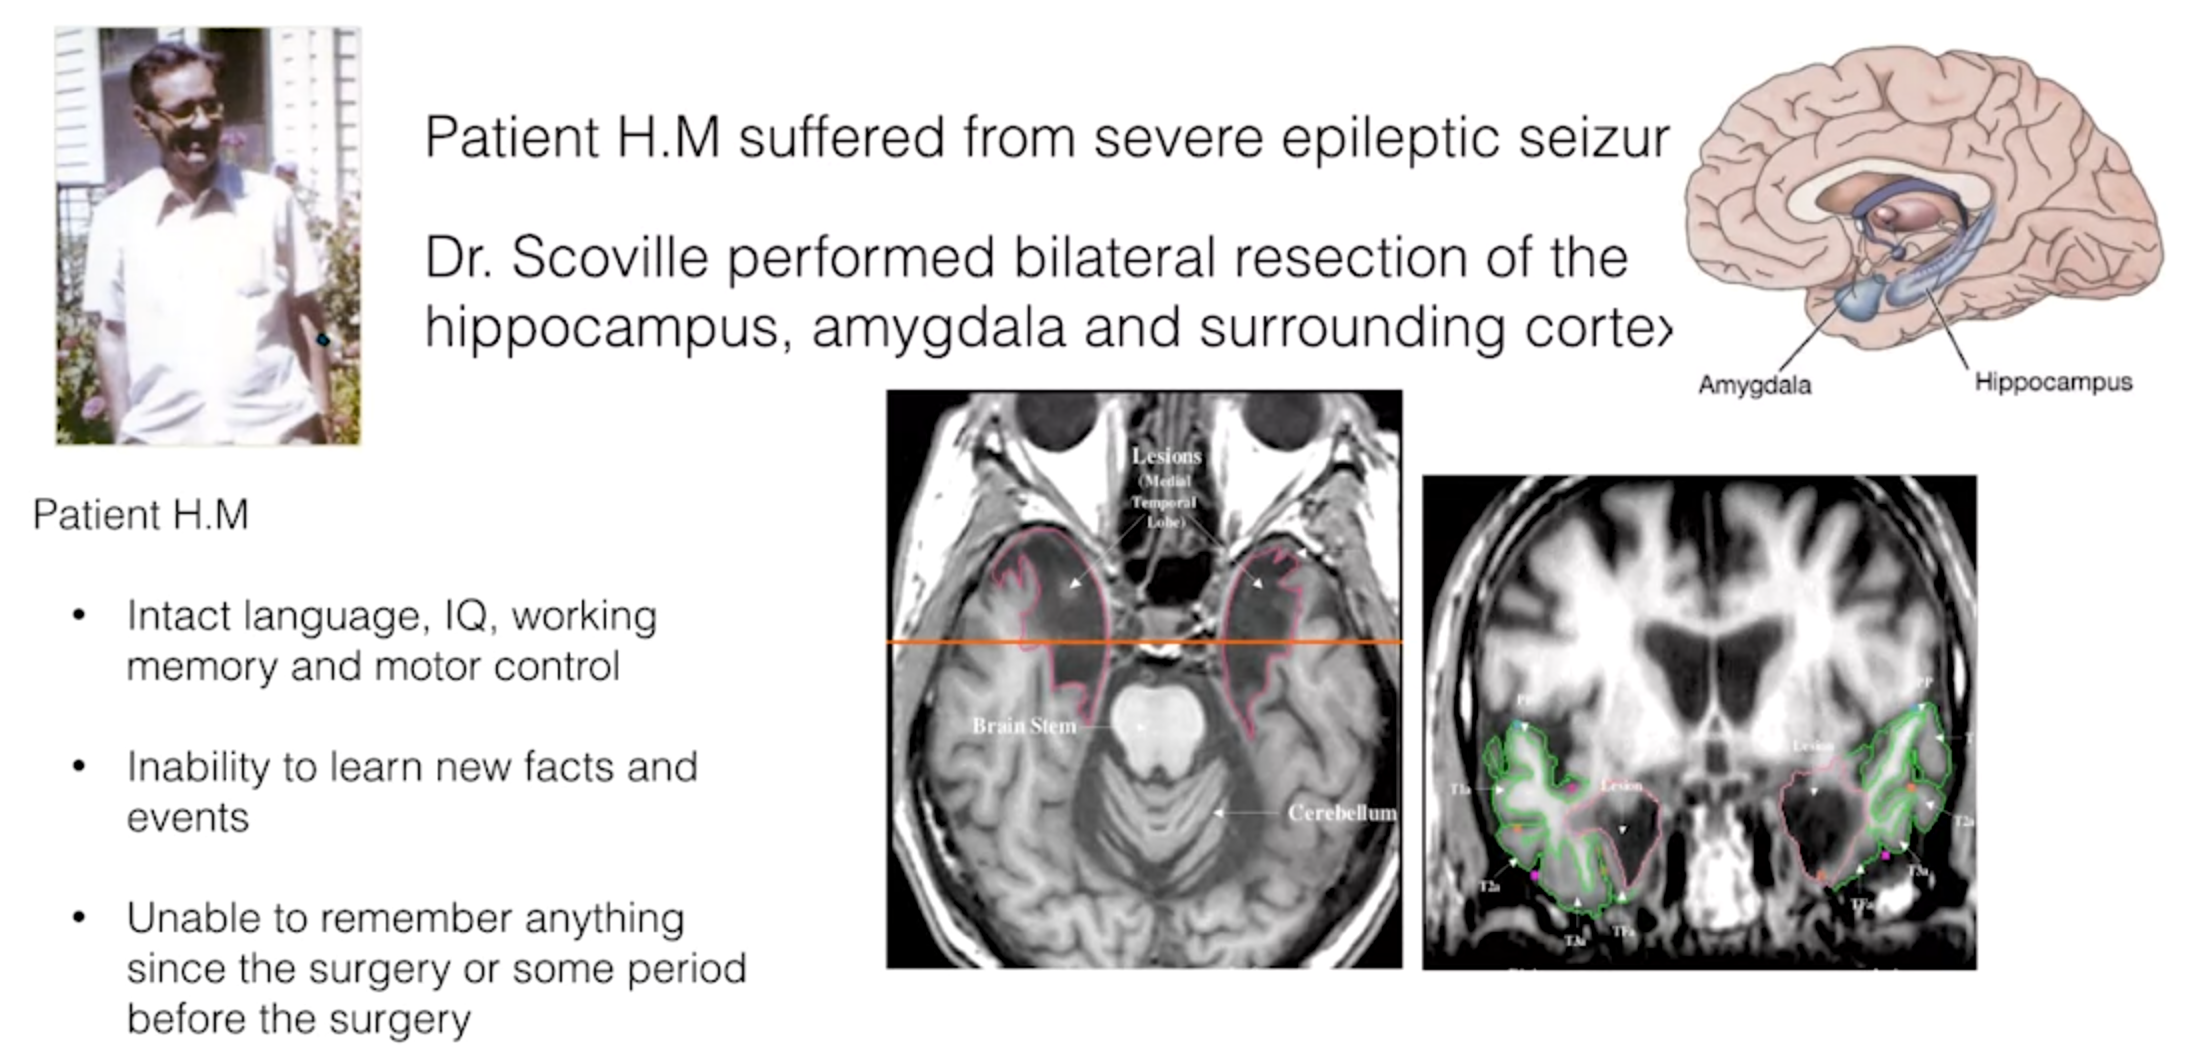 Patient H.M suffered from severe epileptic seizur
Dr. Scoville performed bilateral resection of the
hippocampus, amygdala and surrounding cortex
Amygdala
Hippocampus
Patient H.M
• Intact language, IQ, working
memory and motor control
• Inability to learn new facts and
events
• Unable to remember anything
since the surgery or some period
before the surgery
Lesions
(Medial
Temporal
Lobe)
Brain Stem
Cerebellum
PP
Lesion
T1a
T2a
T3a
TFa
PP
Lesion
T
T2a
T3a
TFa